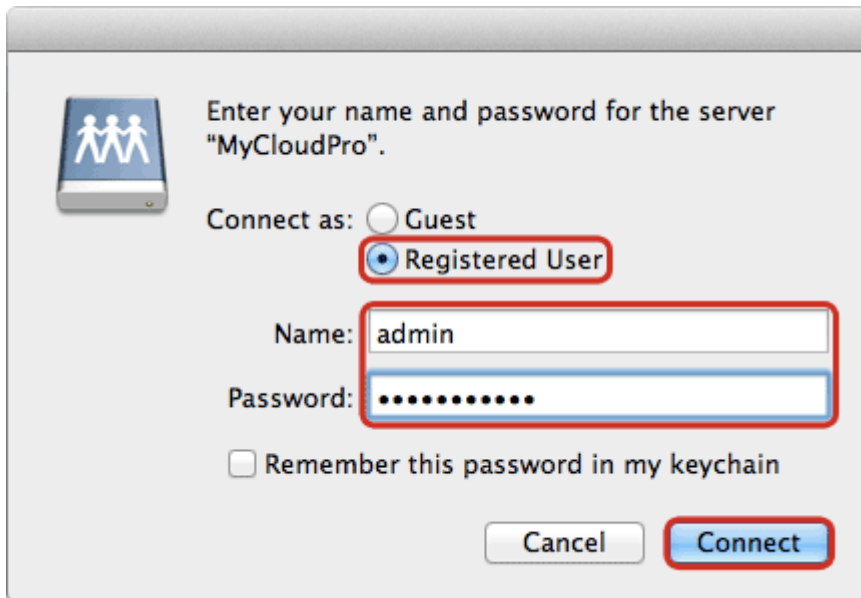 Enter your name and password for the server
“MyCloudPro”.
Connect as: Guest
Registered User
Name: admin
Password: •••••••••••
Remember this password in my keychain
Cancel Connect